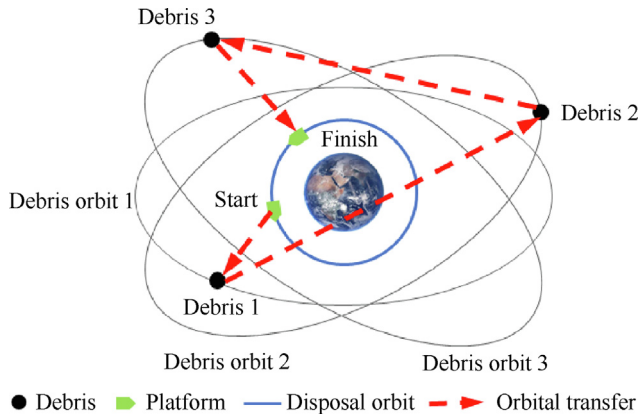 Debris 3
Debris 2
Finish
Debris orbit 1
Start
Debris 1
Debris orbit 2
Debris orbit 3
Debris
Platform
Disposal orbit
Orbital transfer